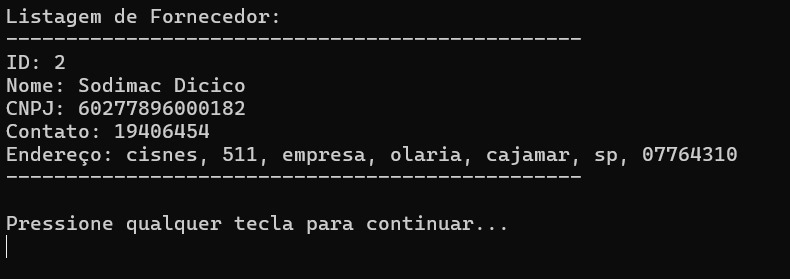 Listagem de Fornecedor:
------------------------------------------------
ID: 2
Nome: Sodimac Dicico
CNPJ: 60277896000182
Contato: 19406454
Endereço: cisnes, 511, empresa, olaria, cajamar, sp, 07764310
------------------------------------------------
Pressione qualquer tecla para continuar...